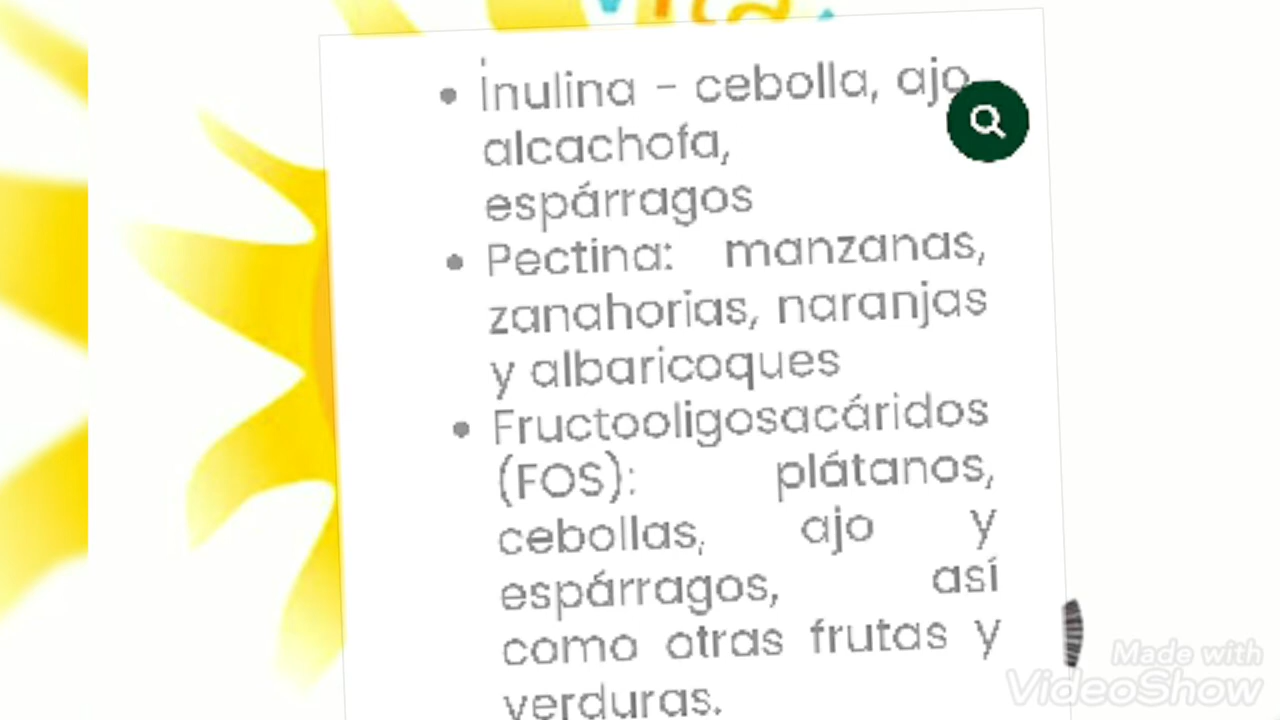 Inulina - cebolla, ajo
alcachofa,
espárragos
Pectina: manzanas,
zanahorias, naranjas
y albaricoques
Fructooligosacáridos
(FOS): plátanos,
cebollas, ajo y
espárragos, así
como otras frutas y
verduras.
Made with
VideoShow